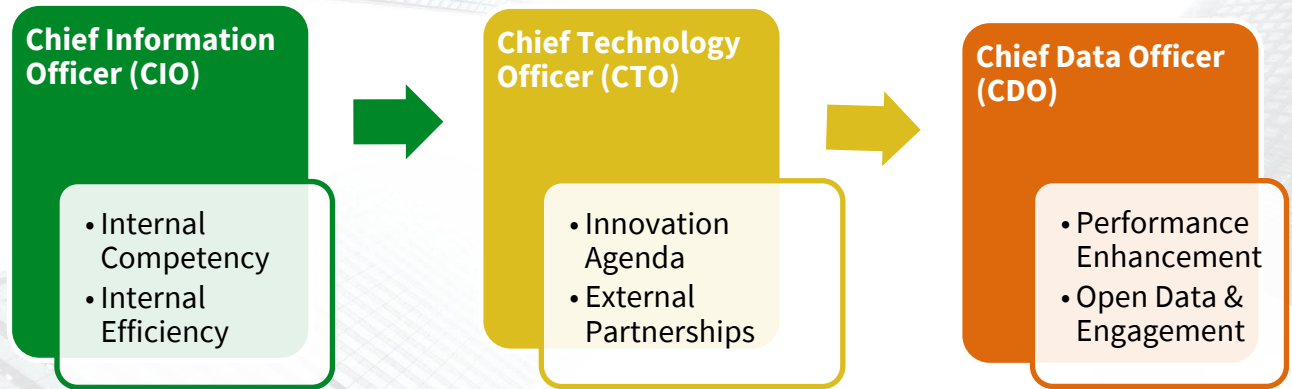 Chief Information
Officer (CIO)
• Internal
Competency
• Internal
Efficiency
Chief Technology
Officer (CTO)
• Innovation
Agenda
• External
Partnerships
Chief Data Officer
(CDO)
• Performance
Enhancement
• Open Data &
Engagement